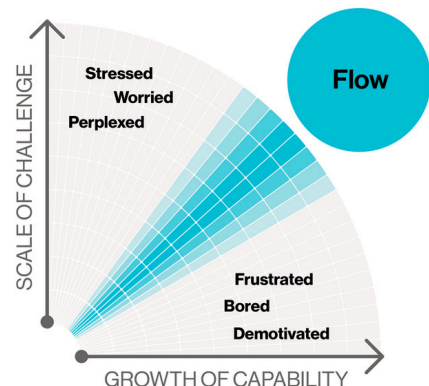 Flow
Stressed
Worried
Perplexed
SCALE OF CHALLENGE
Frustrated
Bored
Demotivated
GROWTH OF CAPABILITY